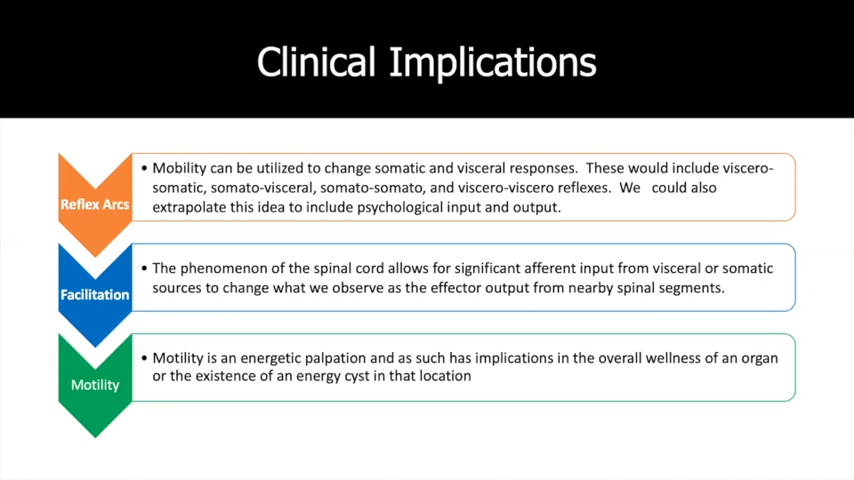 Clinical Implications
Reflex Arcs
• Mobility can be utilized to change somatic and visceral responses. These would include viscero-
somatic, somato-visceral, somato-somato, and viscero-viscero reflexes. We could also
extrapolate this idea to include psychological input and output.
Facilitation
• The phenomenon of the spinal cord allows for significant afferent input from visceral or somatic
sources to change what we observe as the effector output from nearby spinal segments.
Motility
• Motility is an energetic palpation and as such has implications in the overall wellness of an organ
or the existence of an energy cyst in that location